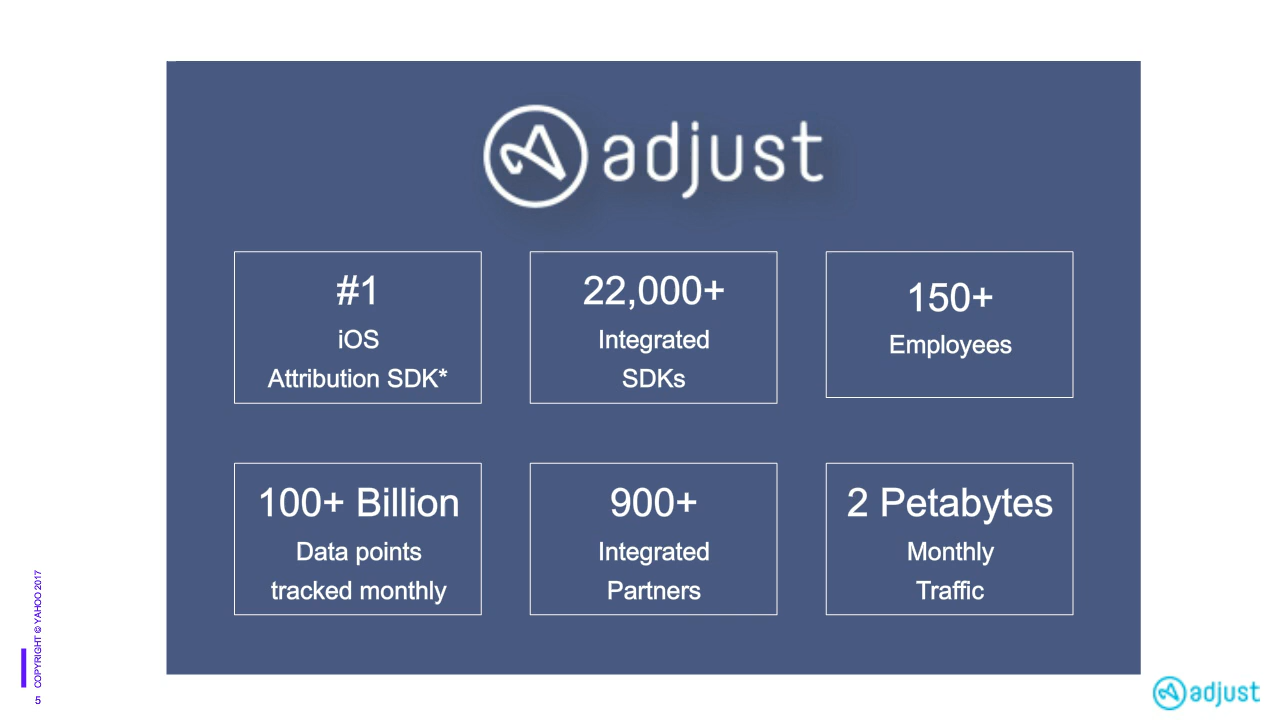 adjust
#1
iOS
Attribution SDK*
22,000+
Integrated
SDKs
150+
Employees
100+ Billion
Data points
tracked monthly
900+
Integrated
Partners
2 Petabytes
Monthly
Traffic
COPYRIGHT © YAHOO 2017
5
adjust